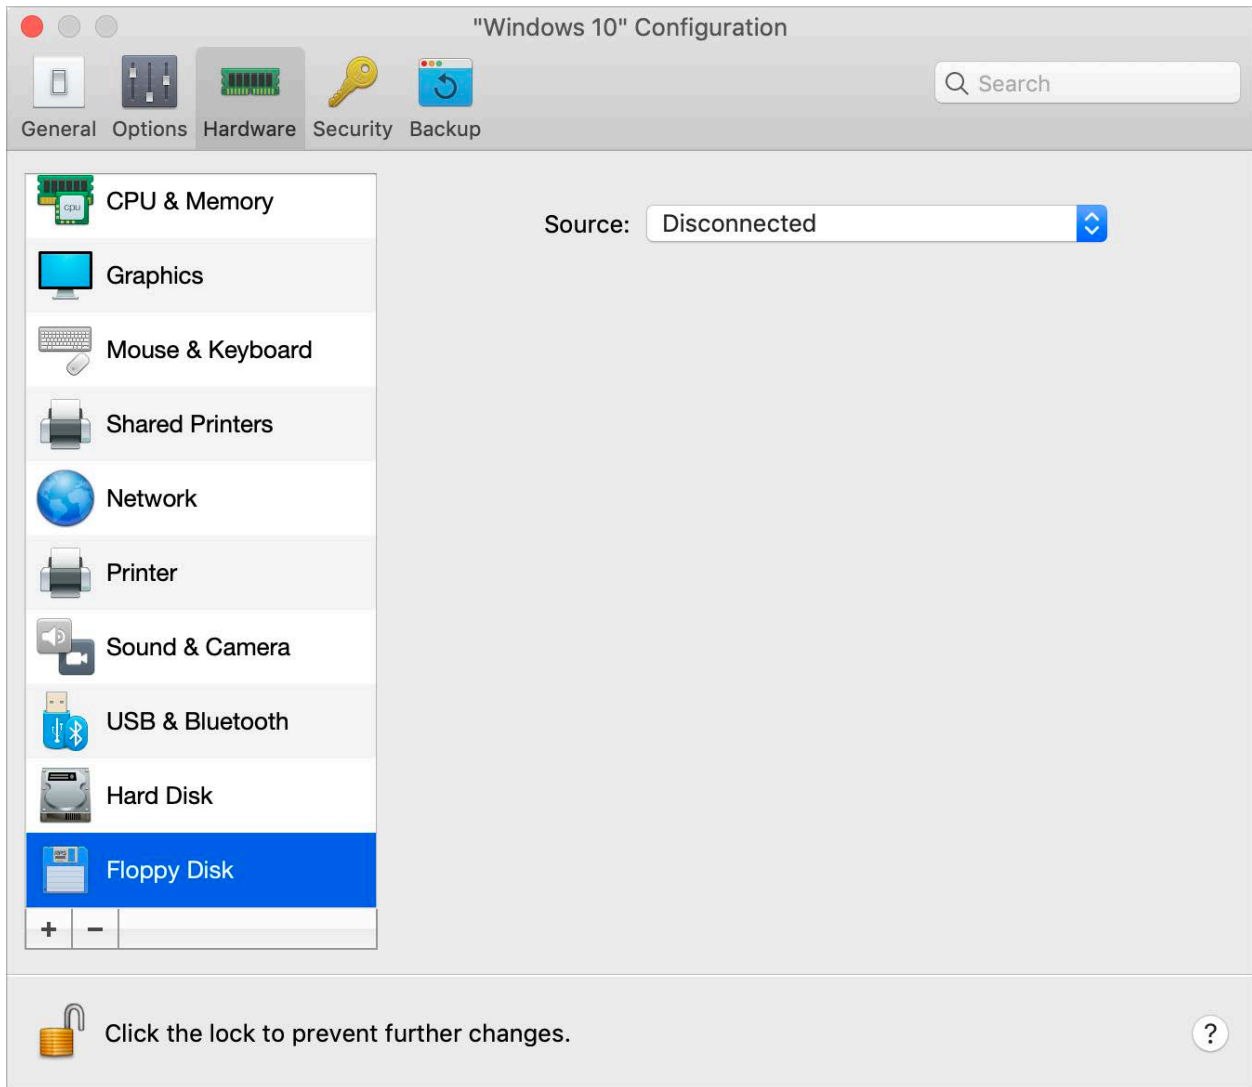 "Windows 10" Configuration
General Options Hardware Security Backup
Search
CPU & Memory
Source: Disconnected
Graphics
Mouse & Keyboard
Shared Printers
Network
Printer
Sound & Camera
USB & Bluetooth
Hard Disk
Floppy Disk
+ −
Click the lock to prevent further changes.
?